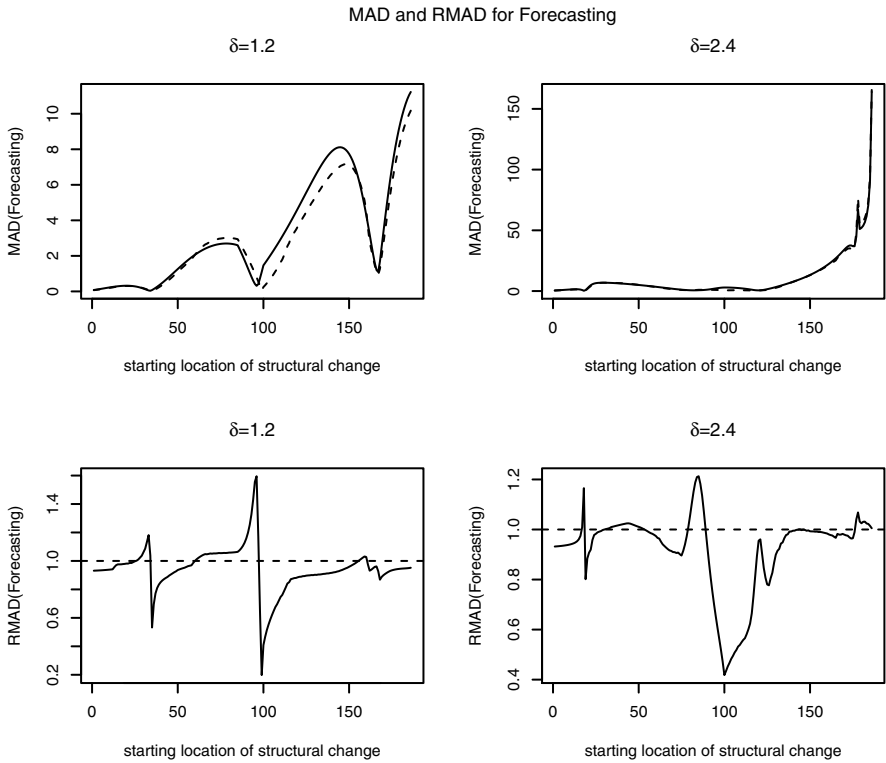 MAD and RMAD for Forecasting
δ=1.2
MAD(Forecasting)
10
8
6
4
2
0
0 50 100 150
starting location of structural change
δ=2.4
MAD(Forecasting)
150
100
50
0
0 50 100 150
starting location of structural change
δ=1.2
RMAD(Forecasting)
1.4
1.0
0.6
0.2
0 50 100 150
starting location of structural change
δ=2.4
RMAD(Forecasting)
1.2
1.0
0.8
0.6
0.4
0 50 100 150
starting location of structural change